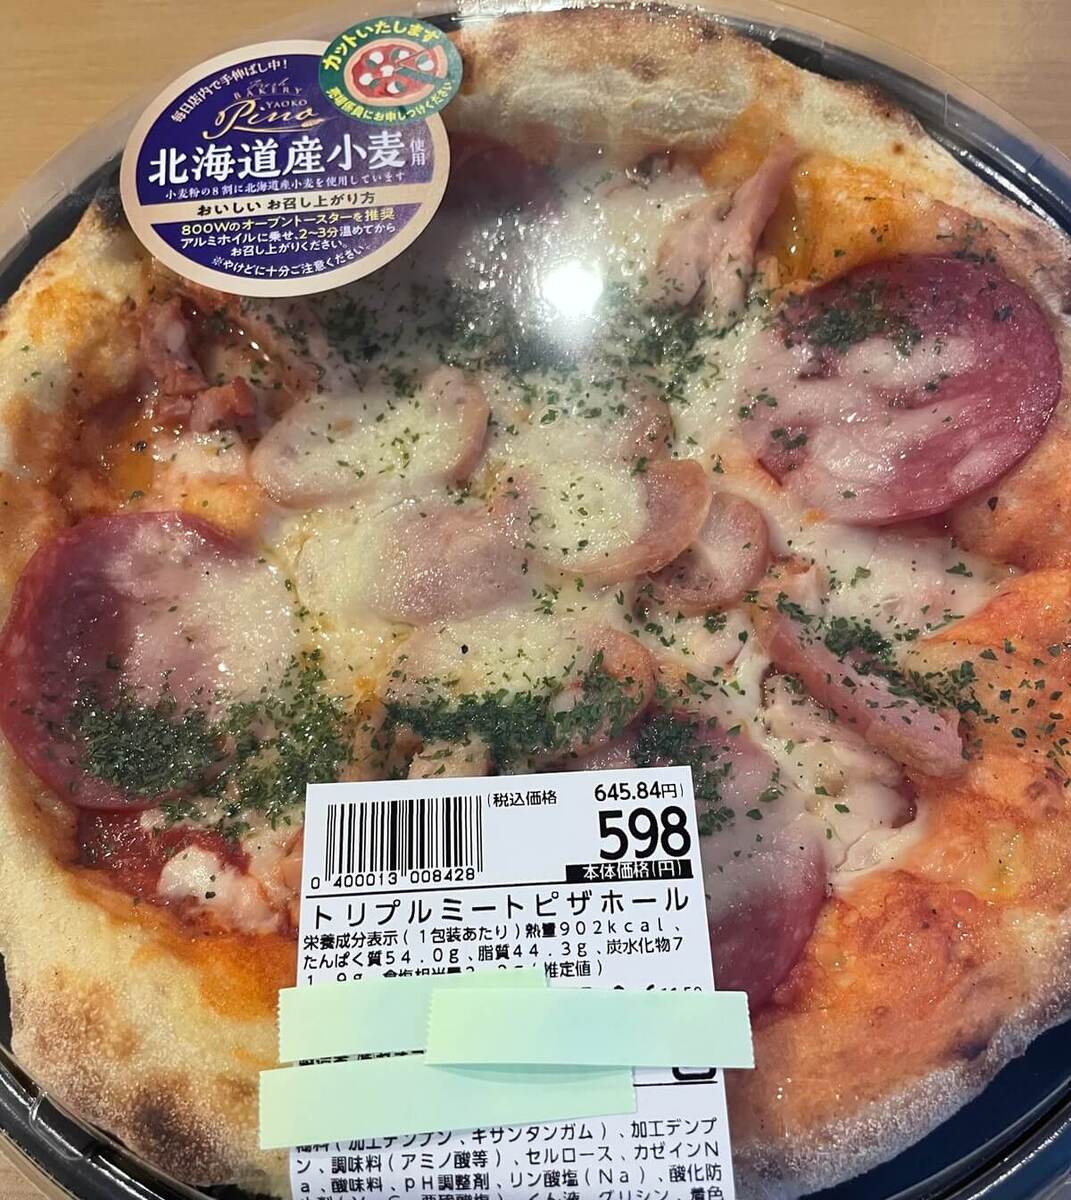 カットいたします
売場係員にお申しつけください
毎日店内で手伸ばし中!
Fresh
BAKERY
YAOKO
Pino
北海道産小麦使用
小麦粉の8割に北海道産小麦を使用しています
おいしいお召し上がり方
800Wのオーブントースターを推奨
アルミホイルに乗せ、2~3分温めてから
お召し上がりください。
※やけどに十分ご注意ください。
(税込価格 645.84円)
598
本体価格(円)
0 400013 008428
トリプルミートピザホール
栄養成分表示(1包装あたり)熱量902kcal、
たんぱく質54.0g、脂質44.3g、炭水化物7
1.9g、食塩相当量 (推定値)
(加工デンプン、キサンタンガム)、加工デンプ
ン、調味料(アミノ酸等)、セルロース、カゼインN
a、酸味料、pH調整剤、リン酸塩(Na)、酸化防
くん液、グリシン、着色